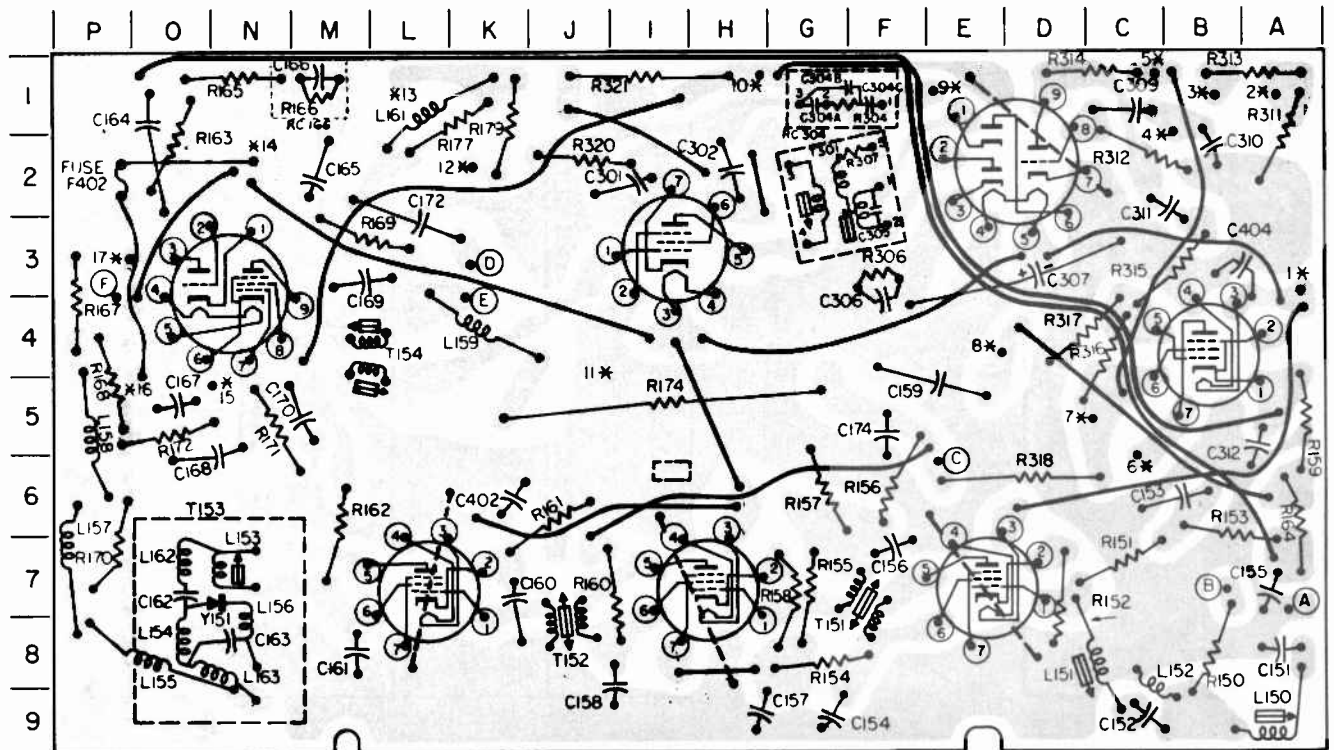 P O N M L K J I H G F E D C B A
1
2
3
4
5
6
7
8
9
R165
C166
R166
RC166
*13
L161
R179
R321
10*
C304B
C304C
C304A
R304
RC304
9*
R314
5*
C309
R313
3*
2*
R311
C164
R163
*14
R177
12*
R320
C301
C302
T301
R307
R312
4*
C310
FUSE
F402
C165
C172
R169
C305
C311
C404
17*
F
R167
C169
D
E
R306
C306
C307
R315
1*
L159
T154
R317
R316
8*
*16
R168
L158
C167
*15
C170
R171
R172
C168
11*
R174
C159
C174
7*
C312
R159
C
R318
6*
C402
R161
R162
R157
R156
C153
R153
R164
T153
L157
R170
L162
L153
C162
Y151
L156
L154
C163
L155
L163
C161
C160
R160
T152
C158
R158
R155
T151
C156
R154
C157
C154
R151
R152
B
C155
A
L151
L152
R150
C151
L150
C152